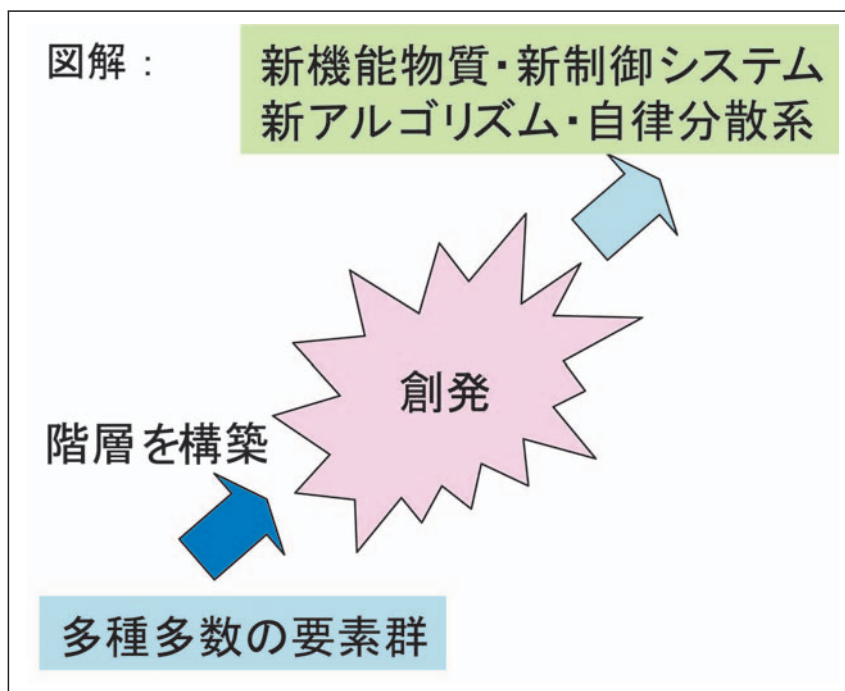 図解：
新機能物質・新制御システム
新アルゴリズム・自律分散系
創発
階層を構築
多種多数の要素群